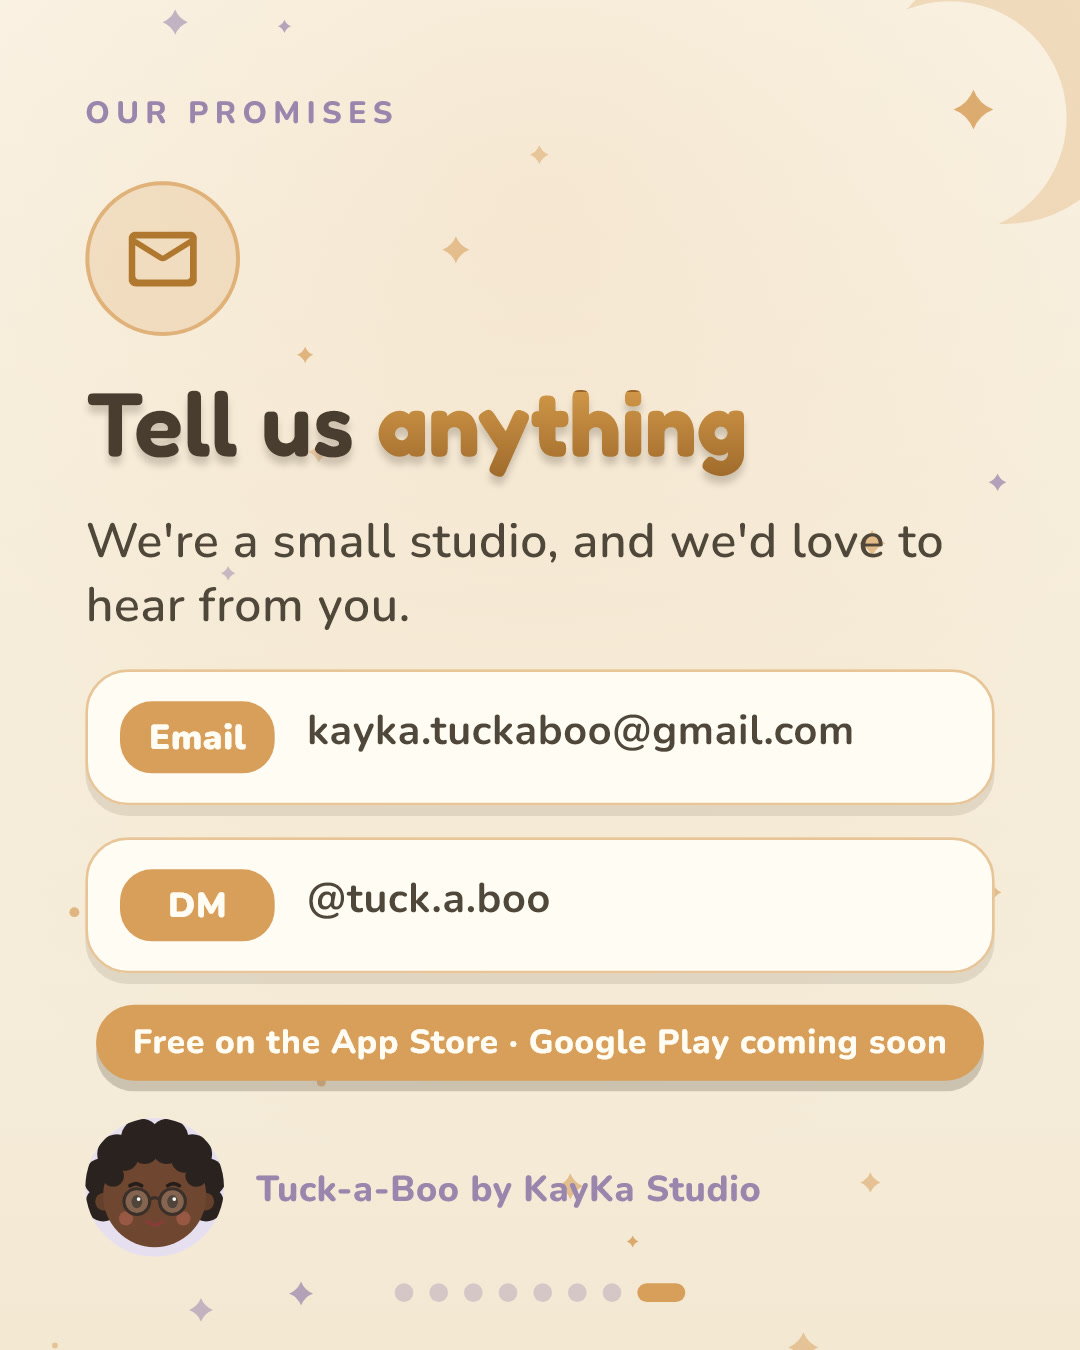 OUR PROMISES
Tell us anything
We're a small studio, and we'd love to
hear from you.
Email kayka.tuckaboo@gmail.com
DM @tuck.a.boo
Free on the App Store · Google Play coming soon
Tuck-a-Boo by KayKa Studio